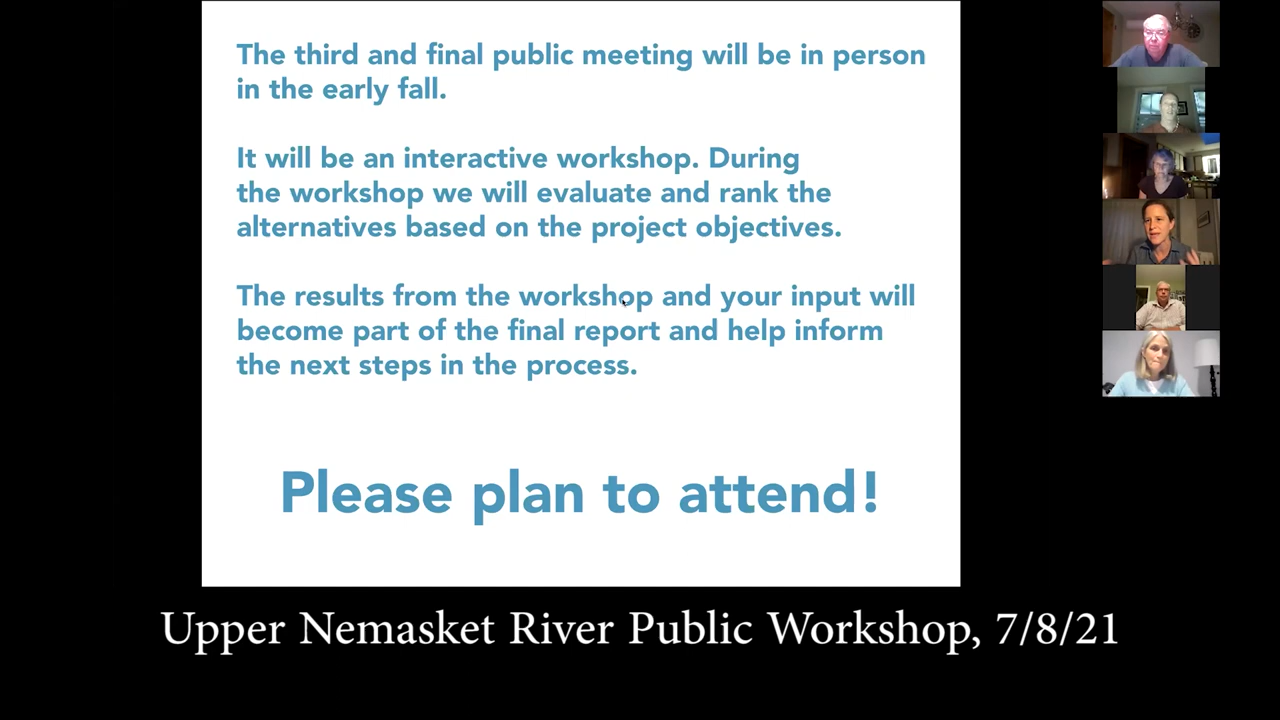 The third and final public meeting will be in person
in the early fall.
It will be an interactive workshop. During
the workshop we will evaluate and rank the
alternatives based on the project objectives.
The results from the workshop and your input will
become part of the final report and help inform
the next steps in the process.
Please plan to attend!
Upper Nemasket River Public Workshop, 7/8/21